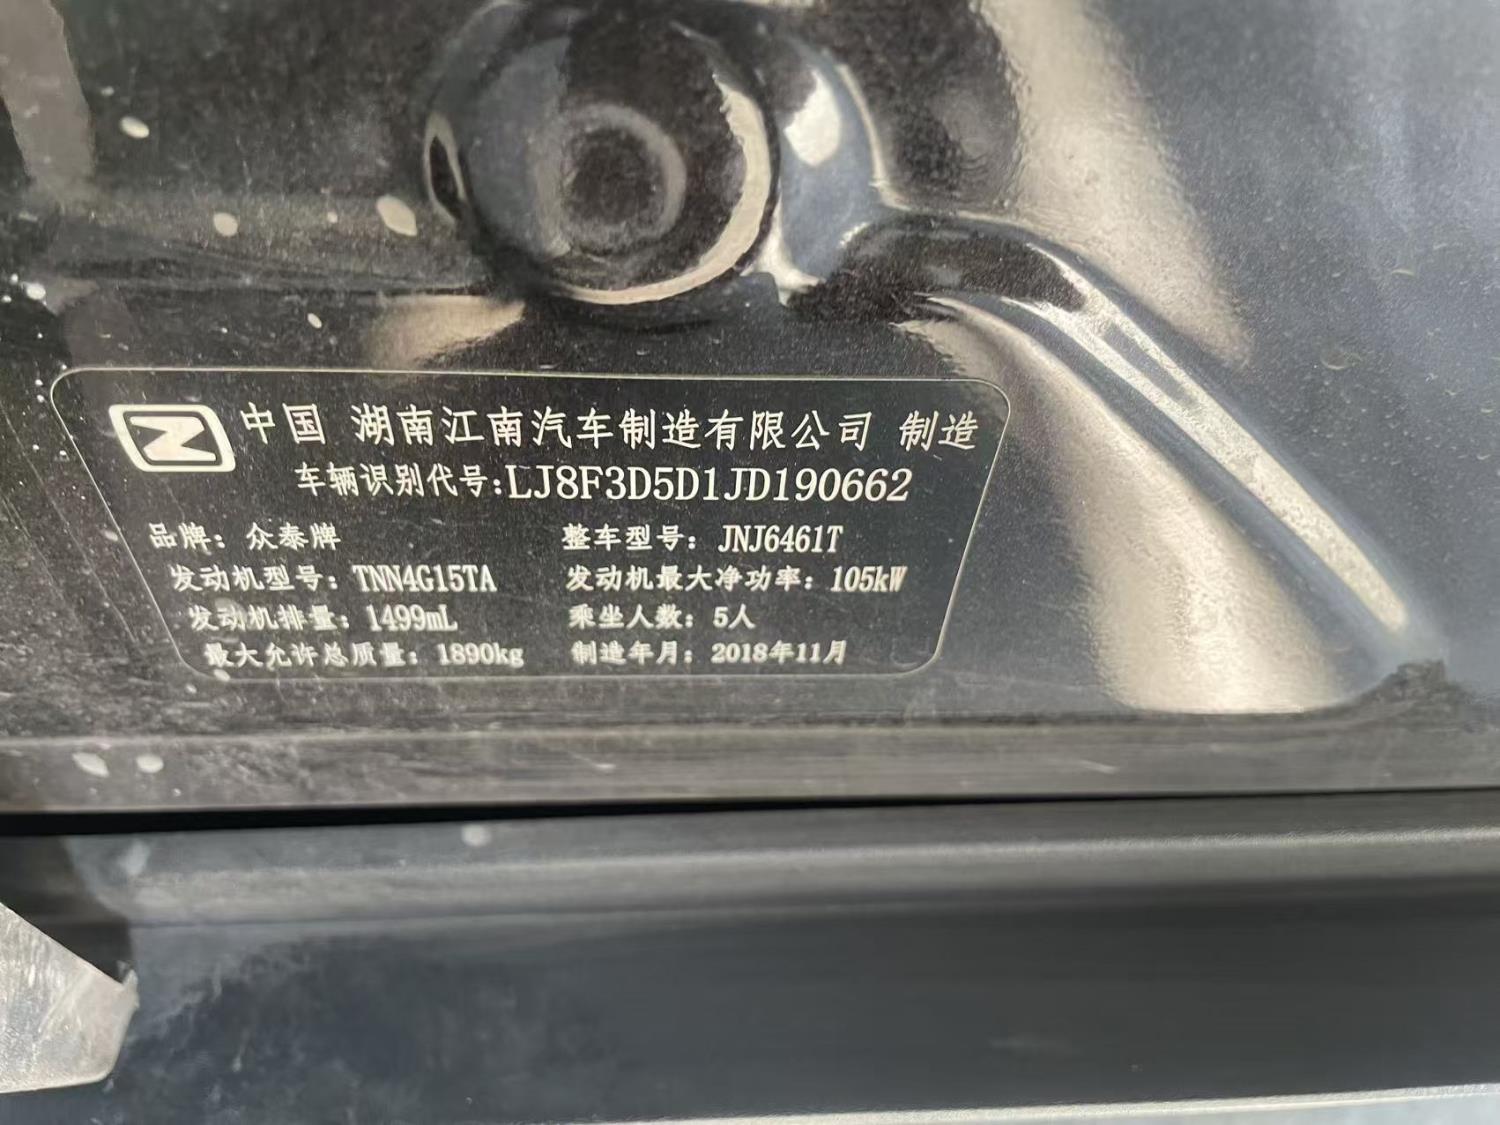 中国 湖南江南汽车制造有限公司 制造
车辆识别代号:LJ8F3D5D1JD190662
品牌：众泰牌 整车型号：JNJ6461T
发动机型号：TNN4G15TA 发动机最大净功率：105kW
发动机排量：1499mL 乘坐人数：5人
最大允许总质量：1890kg 制造年月：2018年11月